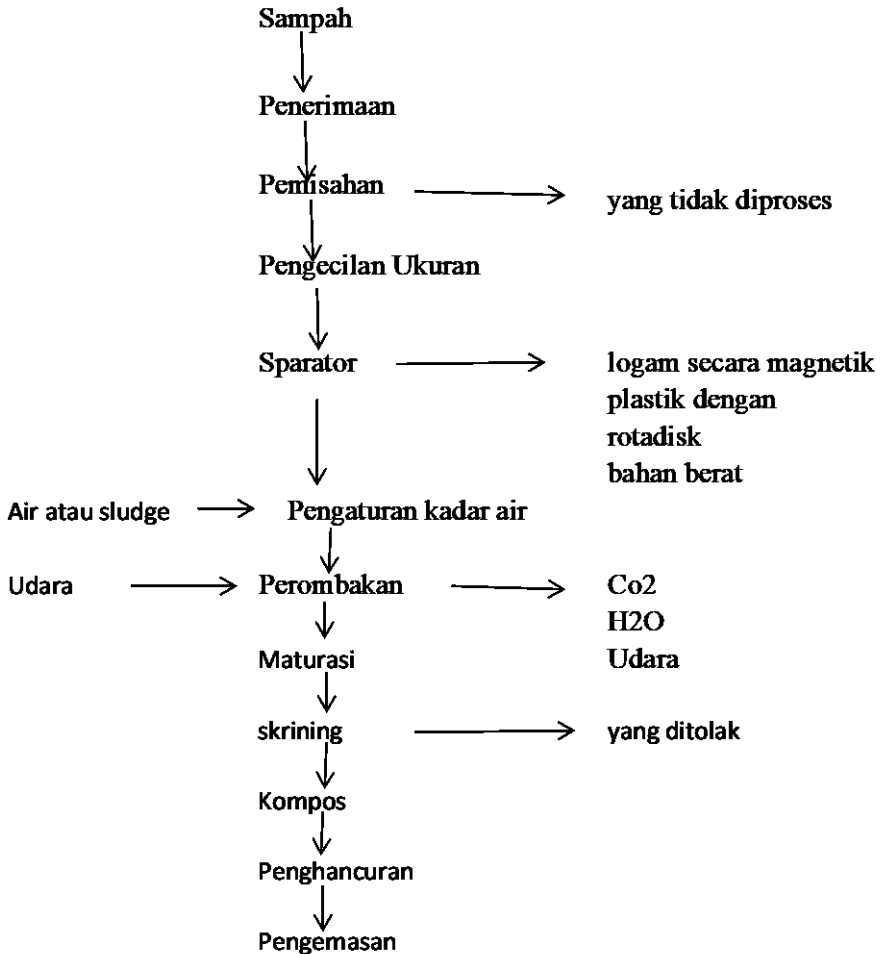 Sampah
Penerimaan
Pemisahan
yang tidak diproses
Pengecilan Ukuran
Sparator
logam secara magnetik
plastik dengan
rotadisk
bahan berat
Air atau sludge
Pengaturan kadar air
Udara
Perombakan
Co2
H2O
Udara
Maturasi
skrining
yang ditolak
Kompos
Penghancuran
Pengemasan